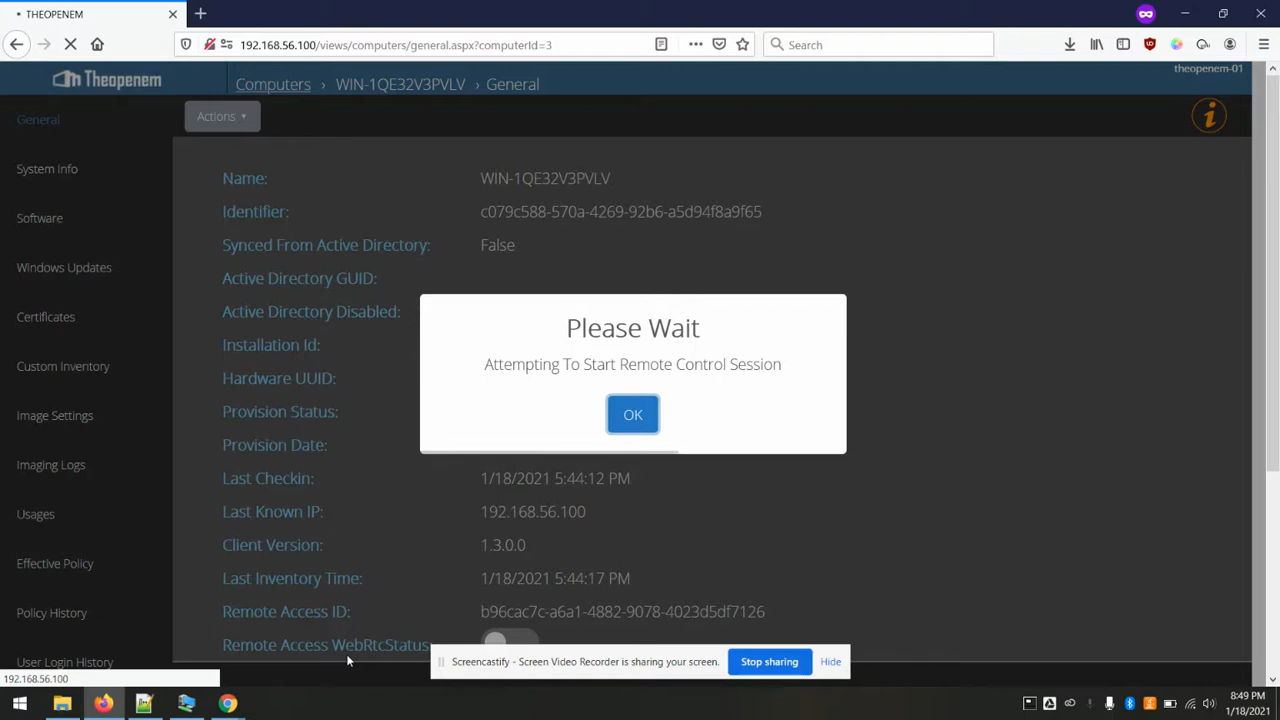 THEOPENEM
192.168.56.100/views/computers/general.aspx?computerId=3
Search
Theopenem
Computers › WIN-1QE32V3PVLV › General
theopenem-01
General
System Info
Software
Windows Updates
Certificates
Custom Inventory
Image Settings
Imaging Logs
Usages
Effective Policy
Policy History
User Login History
Actions
Name: WIN-1QE32V3PVLV
Identifier: c079c588-570a-4269-92b6-a5d94f8a9f65
Synced From Active Directory: False
Active Directory GUID:
Active Directory Disabled:
Installation Id:
Hardware UUID:
Provision Status:
Provision Date:
Last Checkin: 1/18/2021 5:44:12 PM
Last Known IP: 192.168.56.100
Client Version: 1.3.0.0
Last Inventory Time: 1/18/2021 5:44:17 PM
Remote Access ID: b96cac7c-a6a1-4882-9078-4023d5df7126
Remote Access WebRtcStatus:
Please Wait
Attempting To Start Remote Control Session
OK
Screencastify - Screen Video Recorder is sharing your screen. Stop sharing Hide
192.168.56.100
8:49 PM
1/18/2021